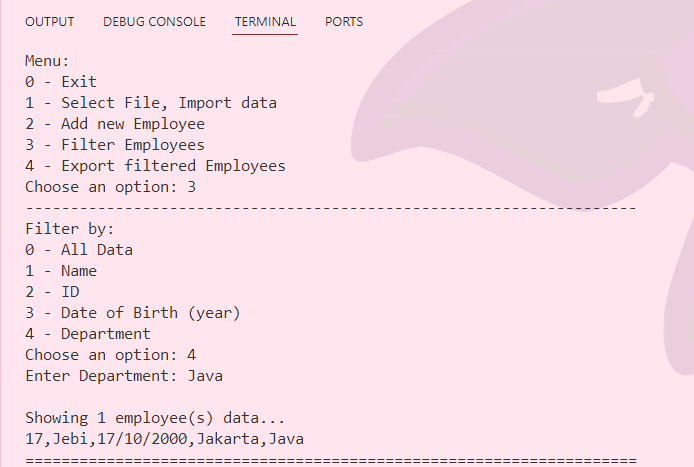 OUTPUT DEBUG CONSOLE TERMINAL PORTS
Menu:
0 - Exit
1 - Select File, Import data
2 - Add new Employee
3 - Filter Employees
4 - Export filtered Employees
Choose an option: 3
--------------------------------------------------------------------
Filter by:
0 - All Data
1 - Name
2 - ID
3 - Date of Birth (year)
4 - Department
Choose an option: 4
Enter Department: Java
Showing 1 employee(s) data...
17,Jebi,17/10/2000,Jakarta,Java
====================================================================